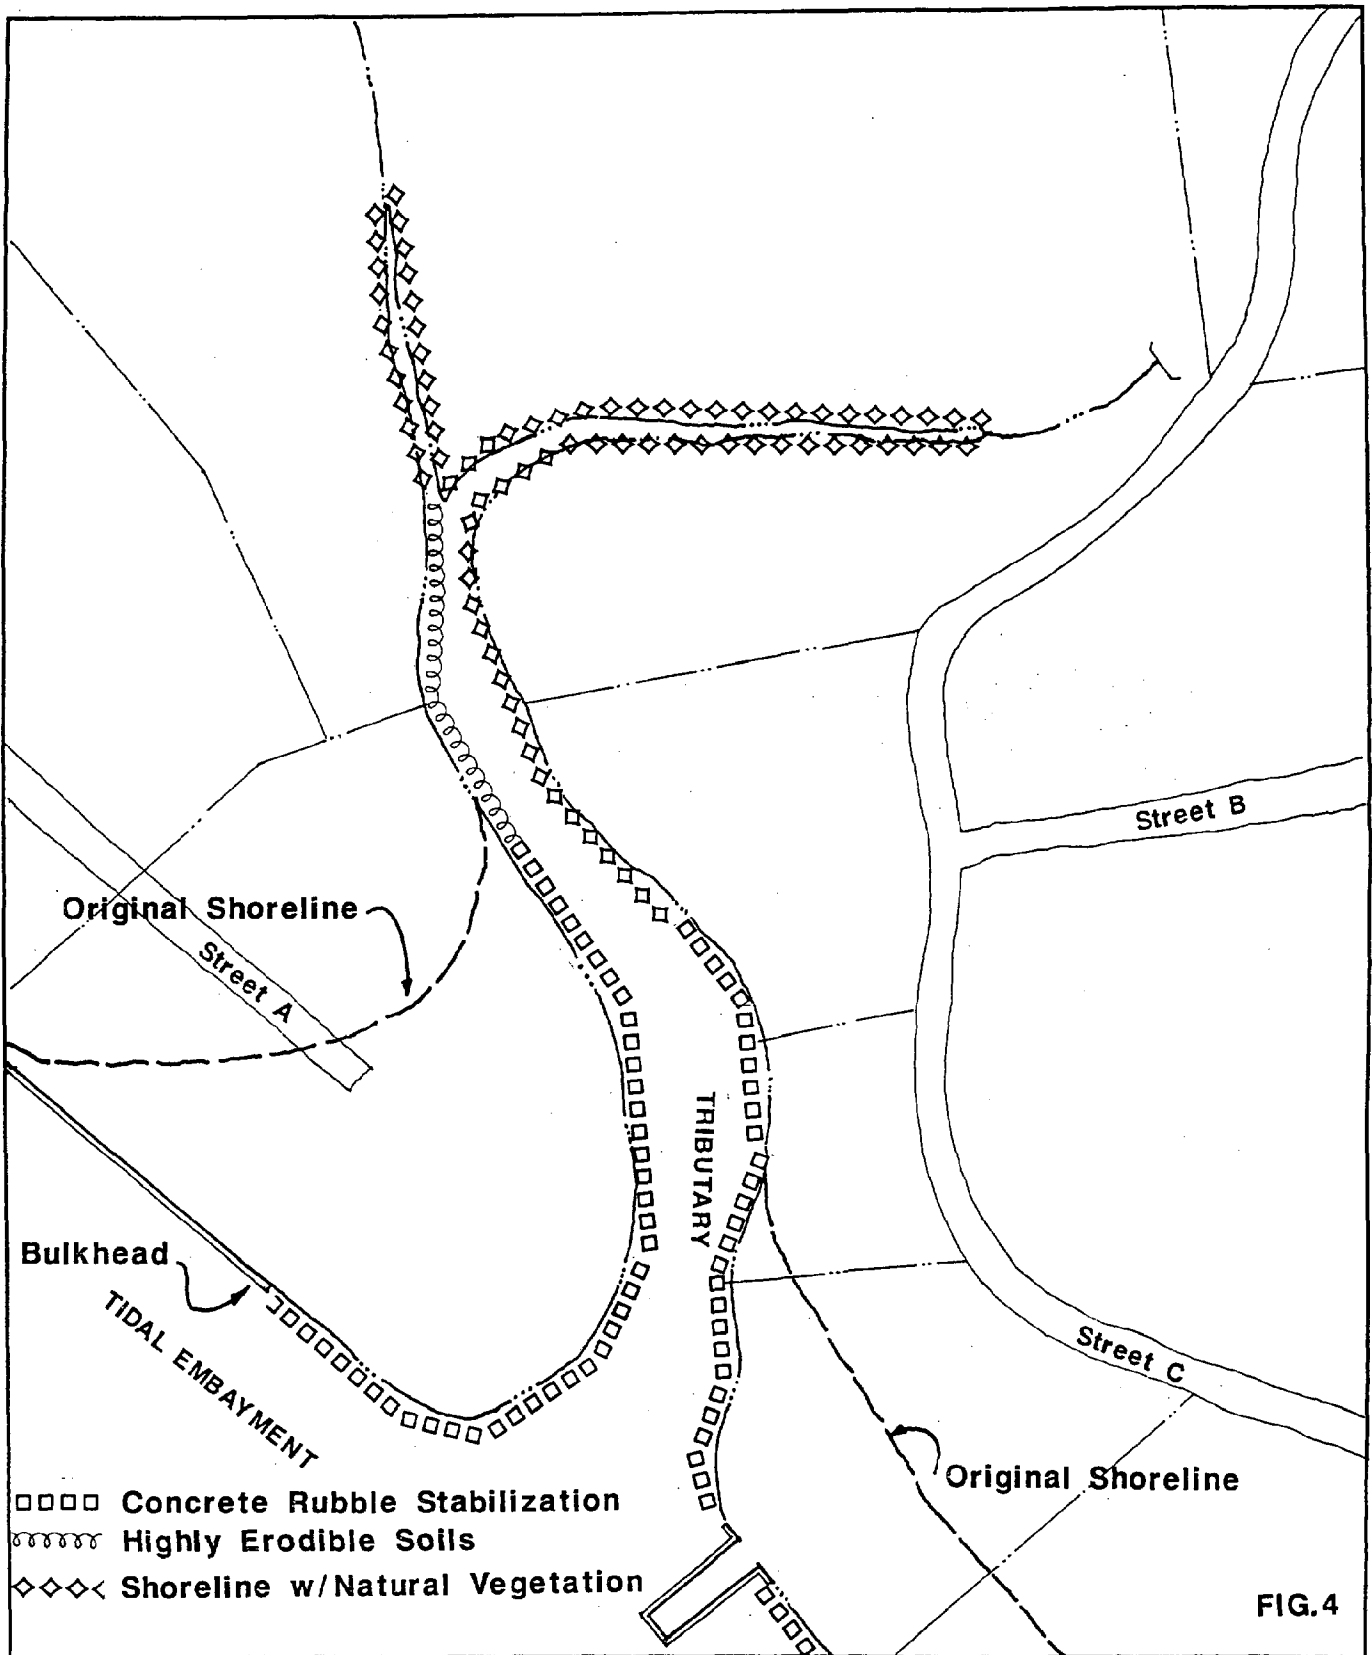 Street B
Original Shoreline
Street A
TRIBUTARY
Bulkhead
TIDAL EMBAYMENT
Street C
Original Shoreline
Concrete Rubble Stabilization
Highly Erodible Soils
Shoreline w/Natural Vegetation
FIG.4